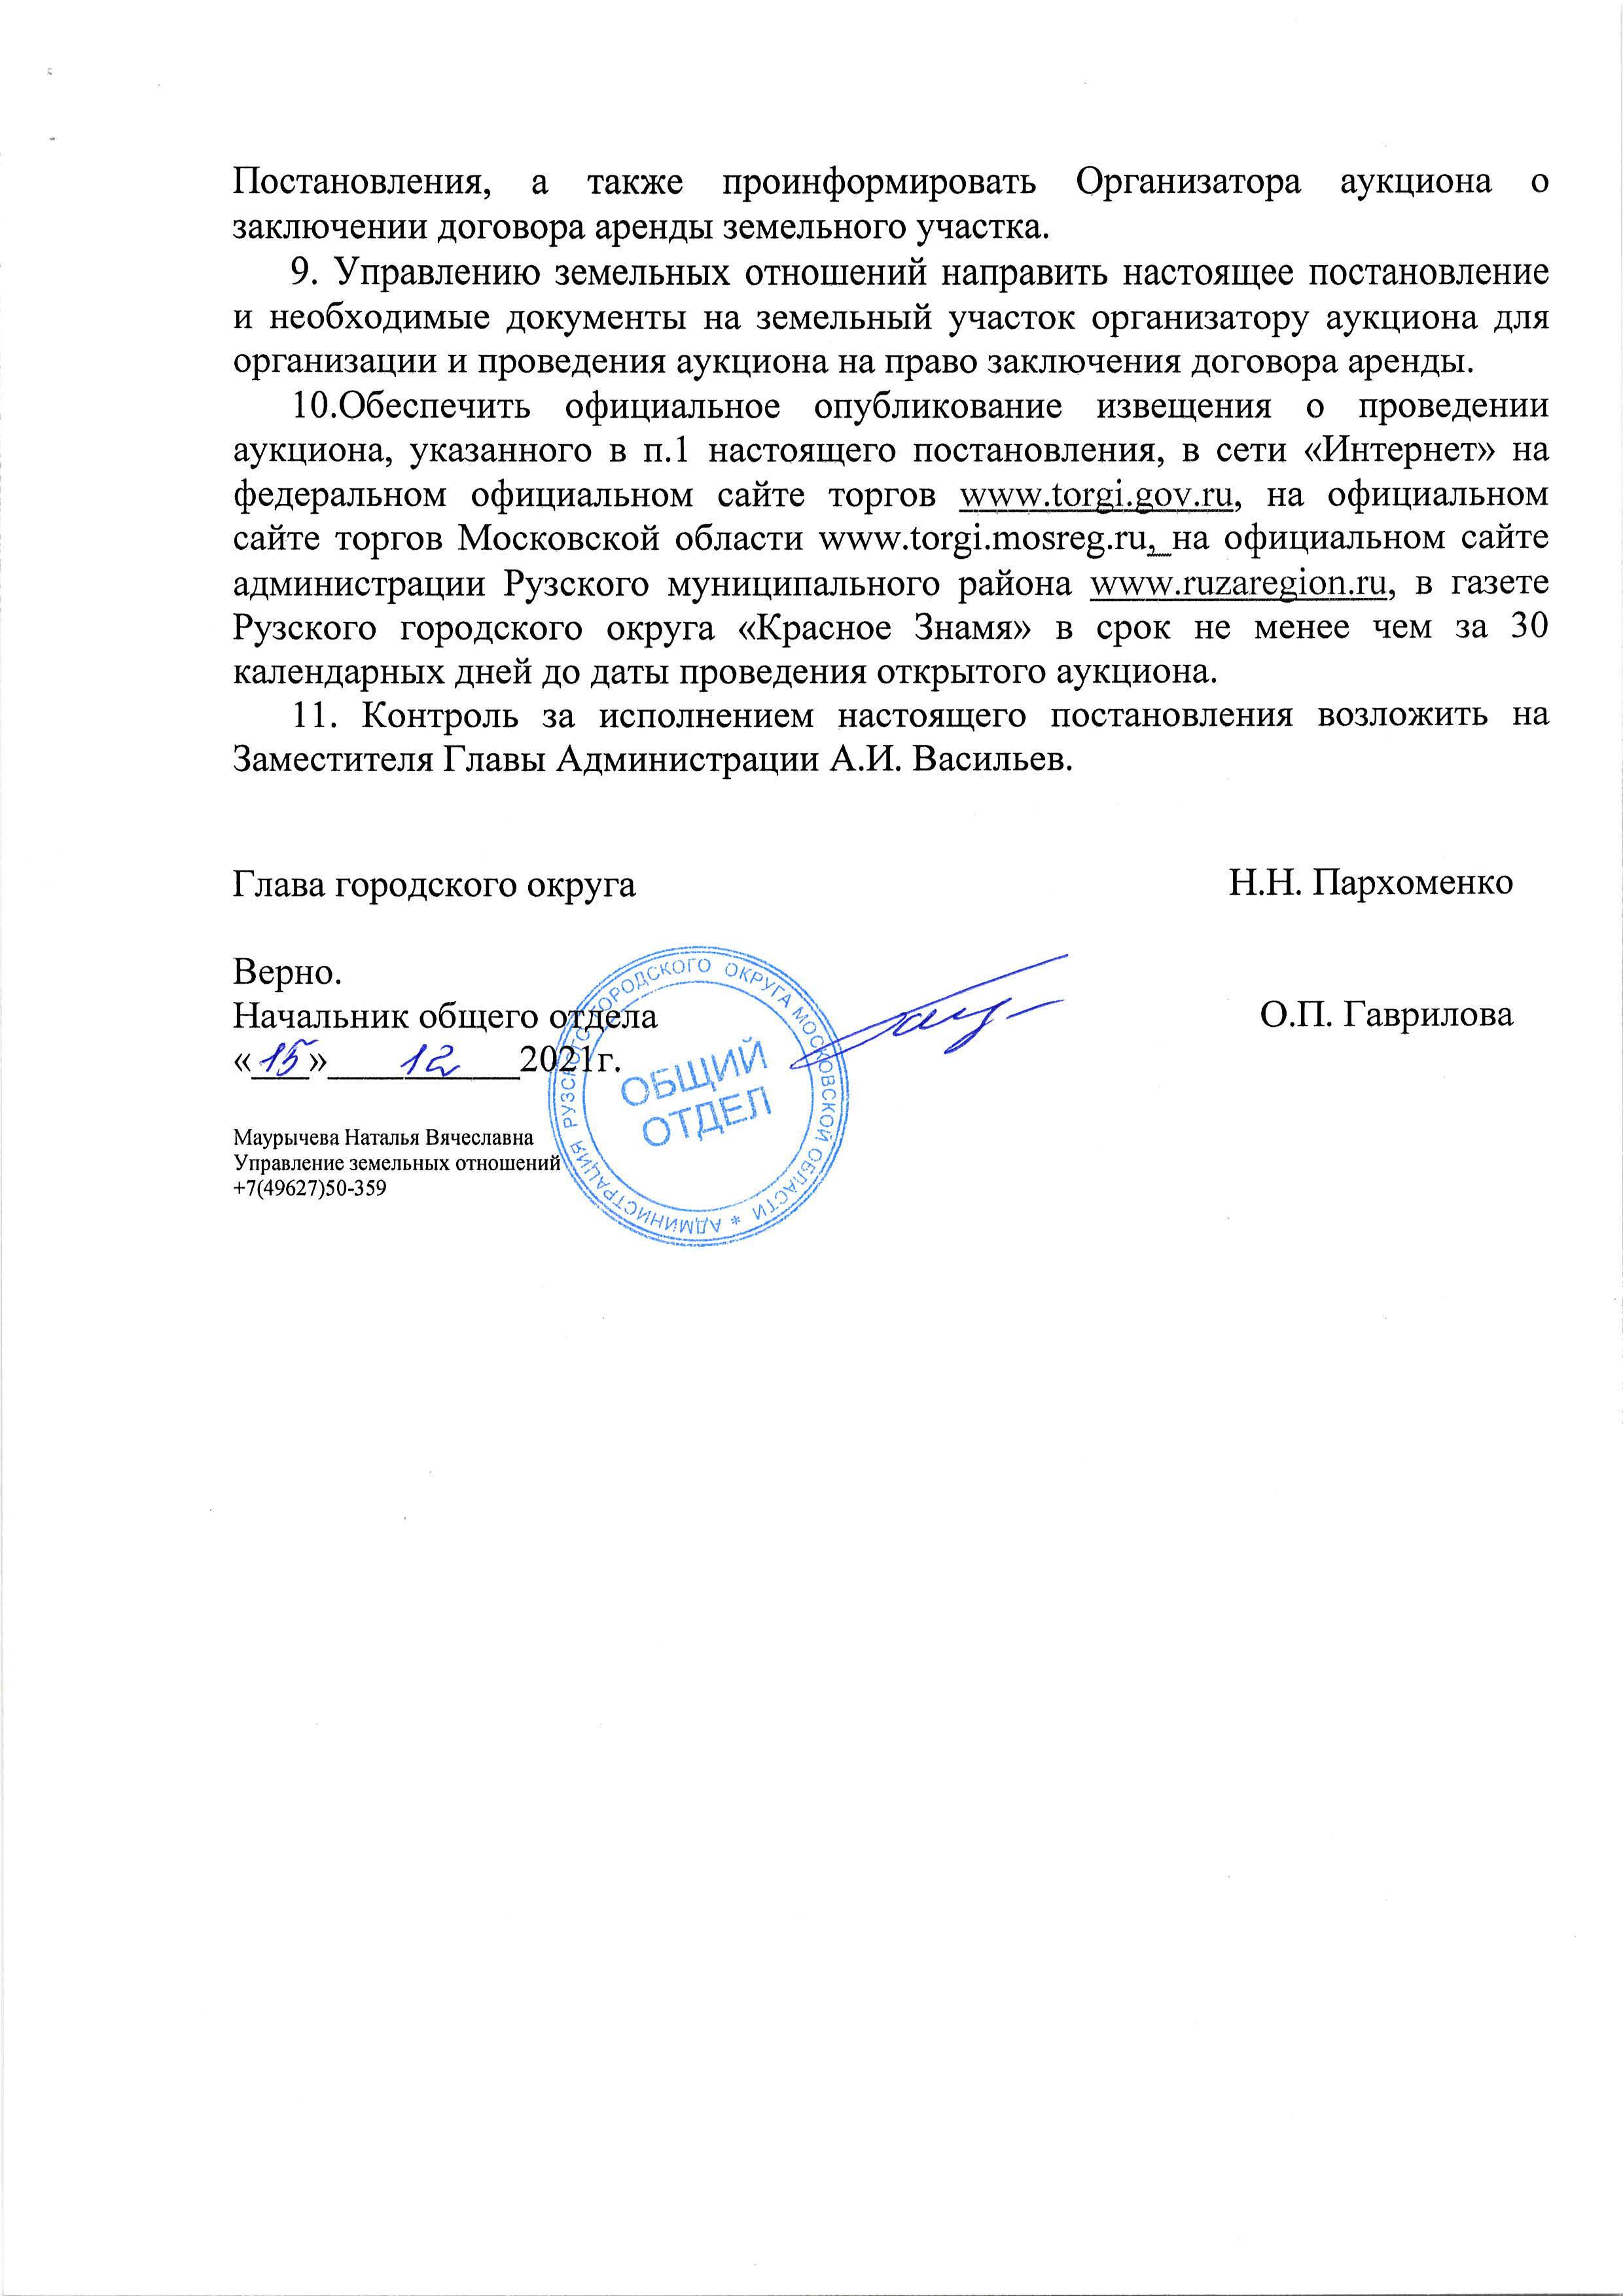 Постановления, а также проинформировать Организатора аукциона о
заключении договора аренды земельного участка.
9. Управлению земельных отношений направить настоящее постановление
и необходимые документы на земельный участок организатору аукциона для
организации и проведения аукциона на право заключения договора аренды.
10.Обеспечить официальное опубликование извещения о проведении
аукциона, указанного в п.1 настоящего постановления, в сети «Интернет» на
федеральном официальном сайте торгов www.torgi.gov.ru, на официальном
сайте торгов Московской области www.torgi.mosreg.ru, на официальном сайте
администрации Рузского муниципального района www.ruzaregion.ru, в газете
Рузского городского округа «Красное Знамя» в срок не менее чем за 30
календарных дней до даты проведения открытого аукциона.
11. Контроль за исполнением настоящего постановления возложить на
Заместителя Главы Администрации А.И. Васильев.
Глава городского округа Н.Н. Пархоменко
Верно.
Начальник общего отдела О.П. Гаврилова
«15» 12 2021г.
АДМИНИСТРАЦИЯ РУЗСКОГО ГОРОДСКОГО ОКРУГА МОСКОВСКОЙ ОБЛАСТИ *
ОБЩИЙ
ОТДЕЛ
Маурычева Наталья Вячеславна
Управление земельных отношений
+7(49627)50-359